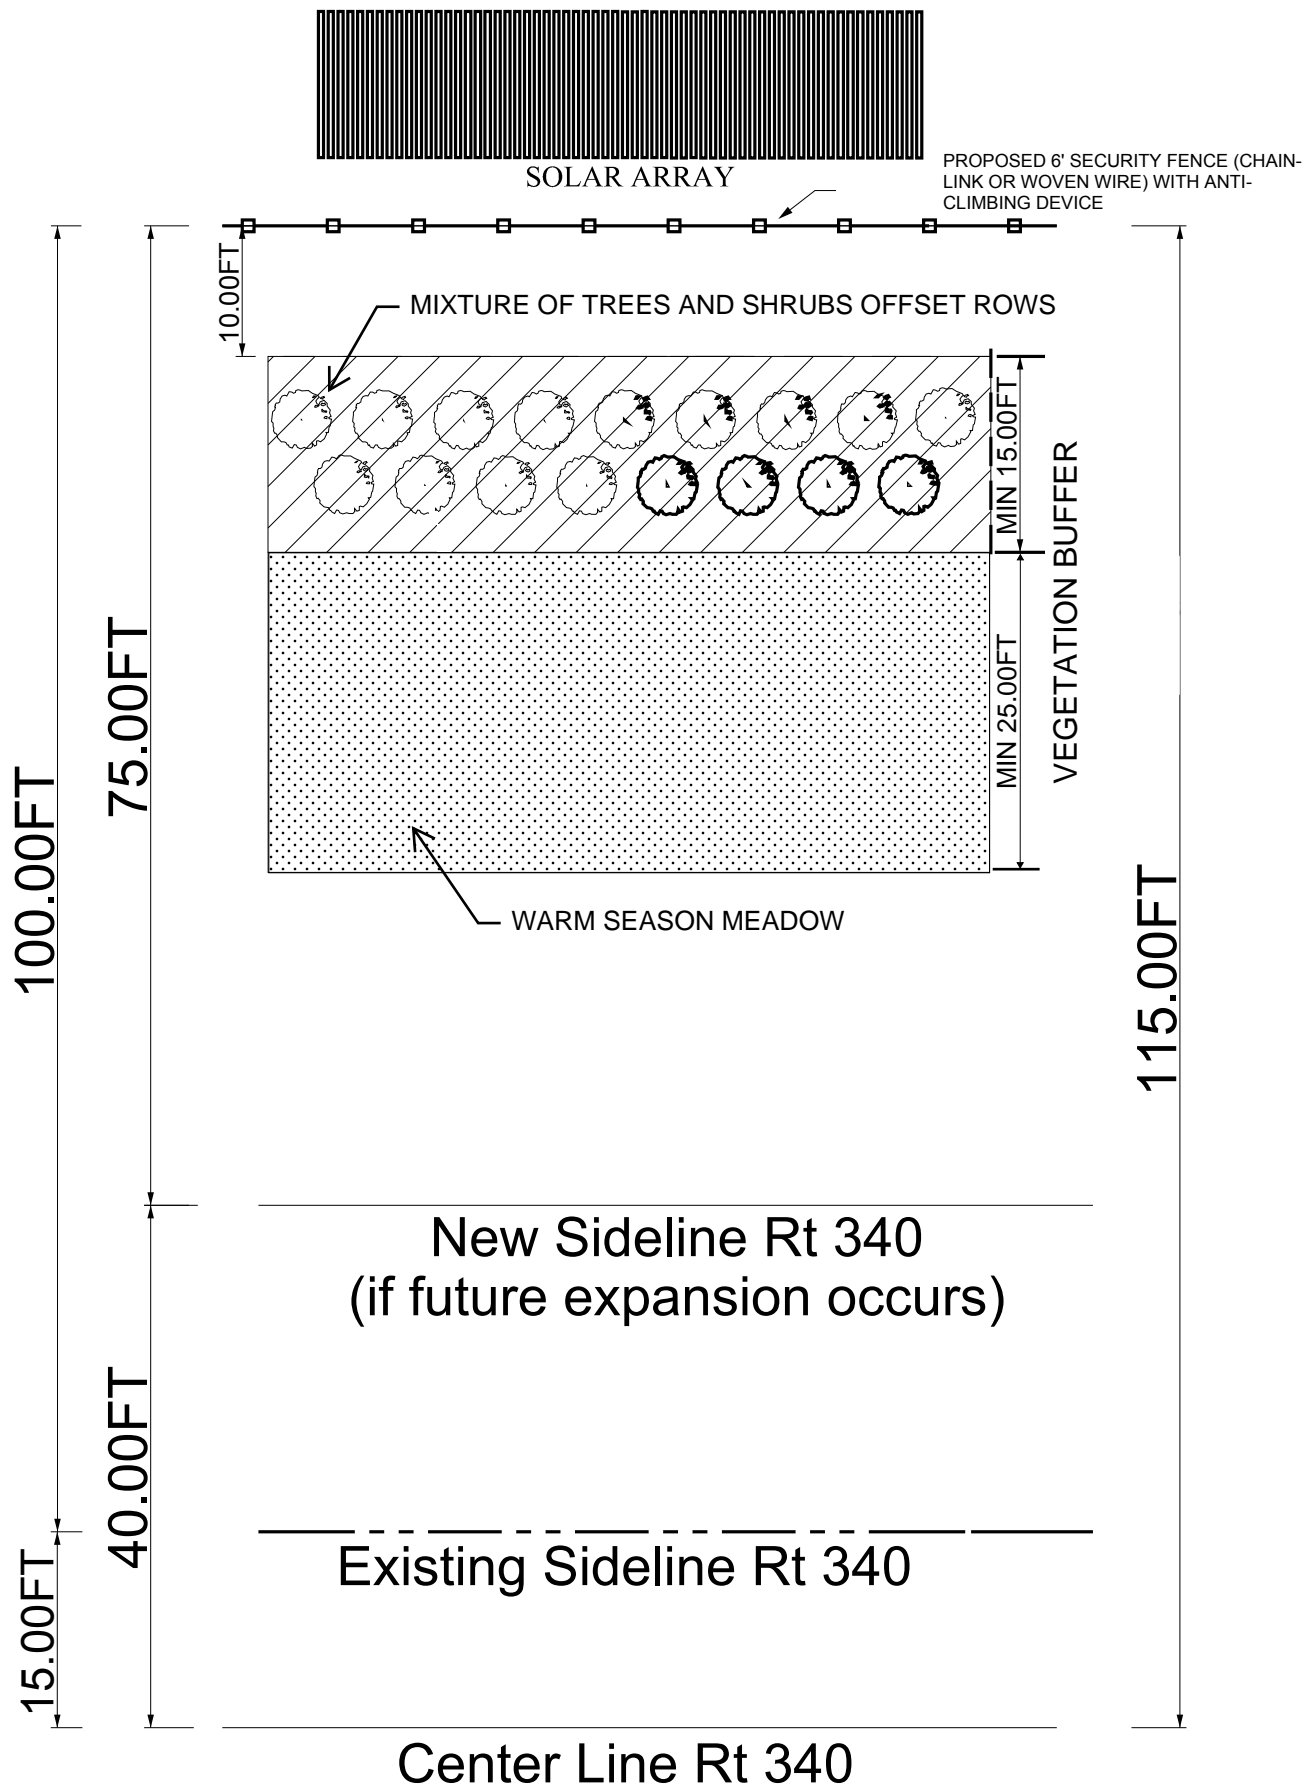 SOLAR ARRAY
PROPOSED 6' SECURITY FENCE (CHAIN-
LINK OR WOVEN WIRE) WITH ANTI-
CLIMBING DEVICE
10.00FT
MIXTURE OF TREES AND SHRUBS OFFSET ROWS
MIN 15.00FT
VEGETATION BUFFER
MIN 25.00FT
75.00FT
100.00FT
115.00FT
WARM SEASON MEADOW
New Sideline Rt 340
(if future expansion occurs)
40.00FT
Existing Sideline Rt 340
15.00FT
Center Line Rt 340